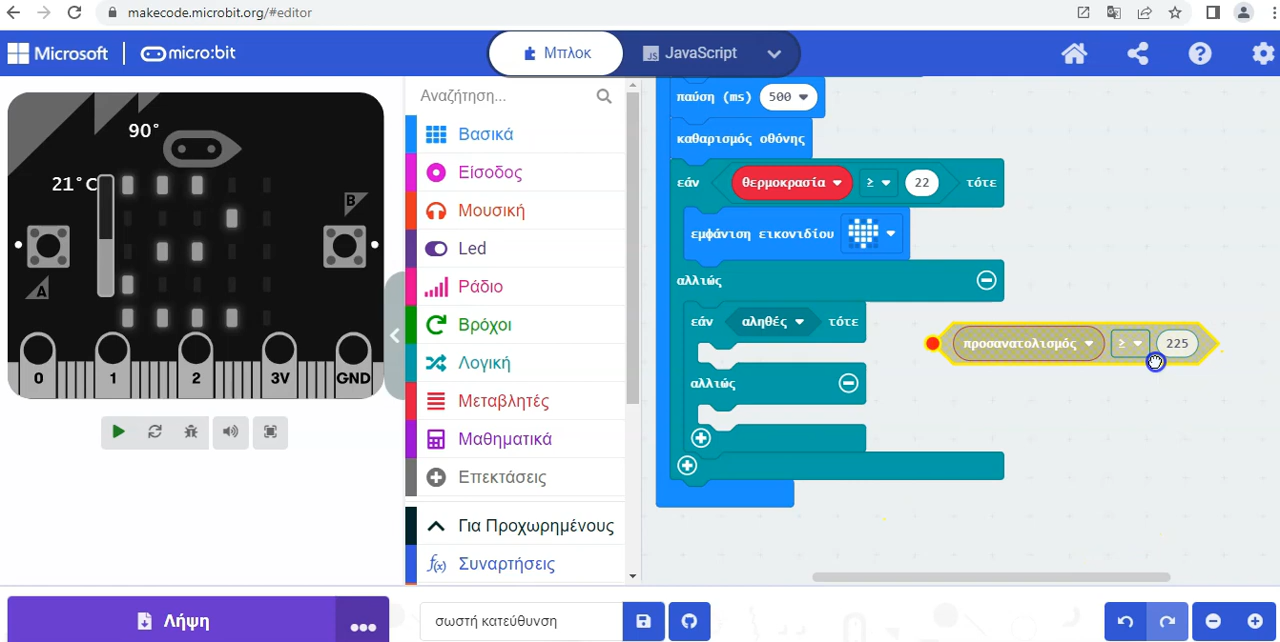 makecode.microbit.org/#editor
Microsoft micro:bit Μπλοκ JavaScript
90°
21°C
B
A
0 1 2 3V GND
Αναζήτηση...
Βασικά
Είσοδος
Μουσική
Led
Ράδιο
Βρόχοι
Λογική
Μεταβλητές
Μαθηματικά
Επεκτάσεις
Για Προχωρημένους
f(x) Συναρτήσεις
παύση (ms) 500
καθαρισμός οθόνης
εάν θερμοκρασία ≥ 22 τότε
εμφάνιση εικονιδίου
αλλιώς
εάν αληθές τότε
προσανατολισμός ≥ 225
αλλιώς
Λήψη
σωστή κατεύθυνση